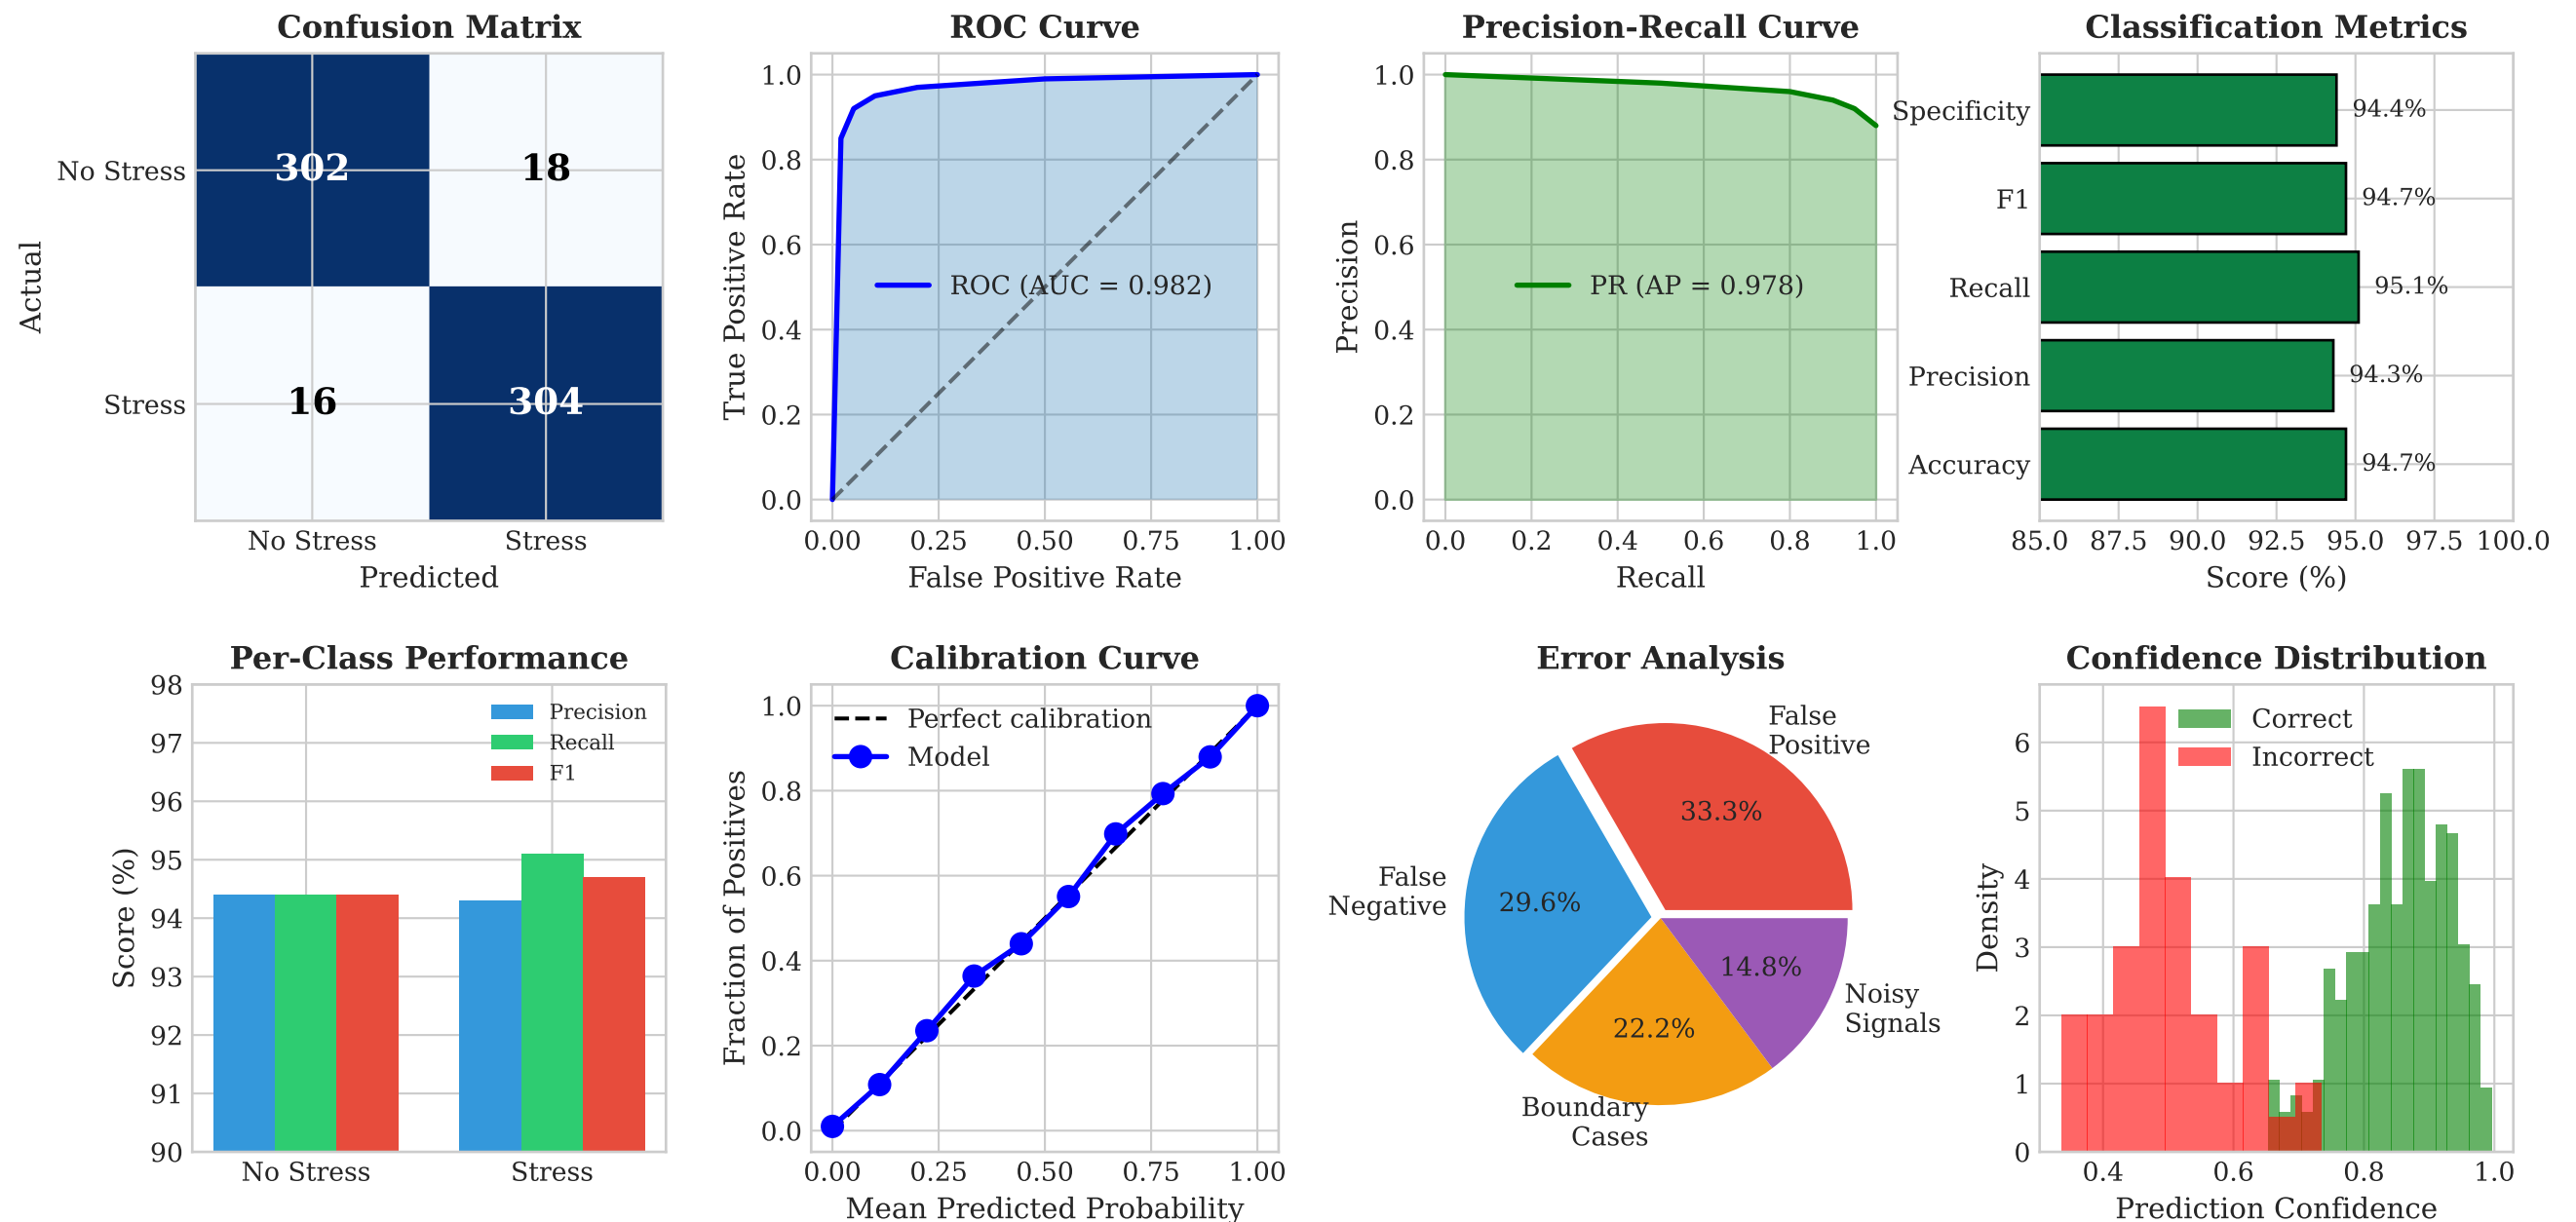 Confusion Matrix
Actual
No Stress
Stress
302
18
16
304
No Stress
Stress
Predicted
ROC Curve
True Positive Rate
1.0
0.8
0.6
0.4
0.2
0.0
ROC (AUC = 0.982)
0.00
0.25
0.50
0.75
1.00
False Positive Rate
Precision-Recall Curve
Precision
1.0
0.8
0.6
0.4
0.2
0.0
PR (AP = 0.978)
0.0
0.2
0.4
0.6
0.8
1.0
Recall
Classification Metrics
Specificity
94.4%
F1
94.7%
Recall
95.1%
Precision
94.3%
Accuracy
94.7%
85.0
87.5
90.0
92.5
95.0
97.5
100.0
Score (%)
Per-Class Performance
Score (%)
98
97
96
95
94
93
92
91
90
Precision
Recall
F1
No Stress
Stress
Calibration Curve
Fraction of Positives
1.0
0.8
0.6
0.4
0.2
0.0
Perfect calibration
Model
0.00
0.25
0.50
0.75
1.00
Mean Predicted Probability
Error Analysis
False
Positive
33.3%
False
Negative
29.6%
Boundary
Cases
22.2%
Noisy
Signals
14.8%
Confidence Distribution
Density
6
5
4
3
2
1
0
Correct
Incorrect
0.4
0.6
0.8
1.0
Prediction Confidence